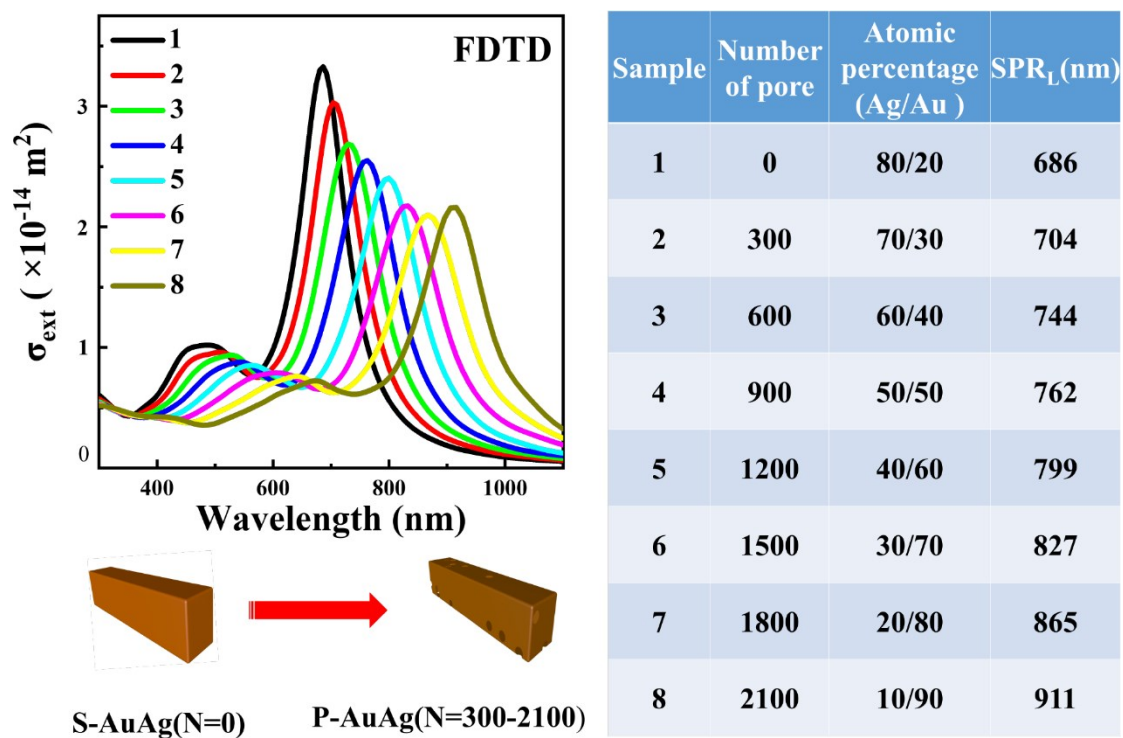 FDTD
1
2
3
4
5
6
7
8
σext ( ×10-14 m2)
3
2
1
0
400 600 800 1000
Wavelength (nm)
S-AuAg(N=0) P-AuAg(N=300-2100)
Sample Number of pore Atomic percentage (Ag/Au ) SPRL(nm)
1 0 80/20 686
2 300 70/30 704
3 600 60/40 744
4 900 50/50 762
5 1200 40/60 799
6 1500 30/70 827
7 1800 20/80 865
8 2100 10/90 911